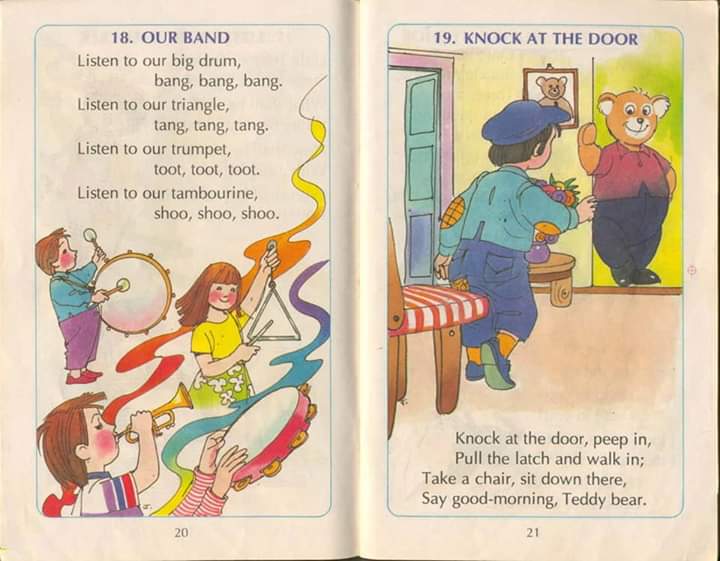 18. OUR BAND
Listen to our big drum,
bang, bang, bang.
Listen to our triangle,
tang, tang, tang.
Listen to our trumpet,
toot, toot, toot.
Listen to our tambourine,
shoo, shoo, shoo.
20
19. KNOCK AT THE DOOR
Knock at the door, peep in,
Pull the latch and walk in;
Take a chair, sit down there,
Say good-morning, Teddy bear.
21